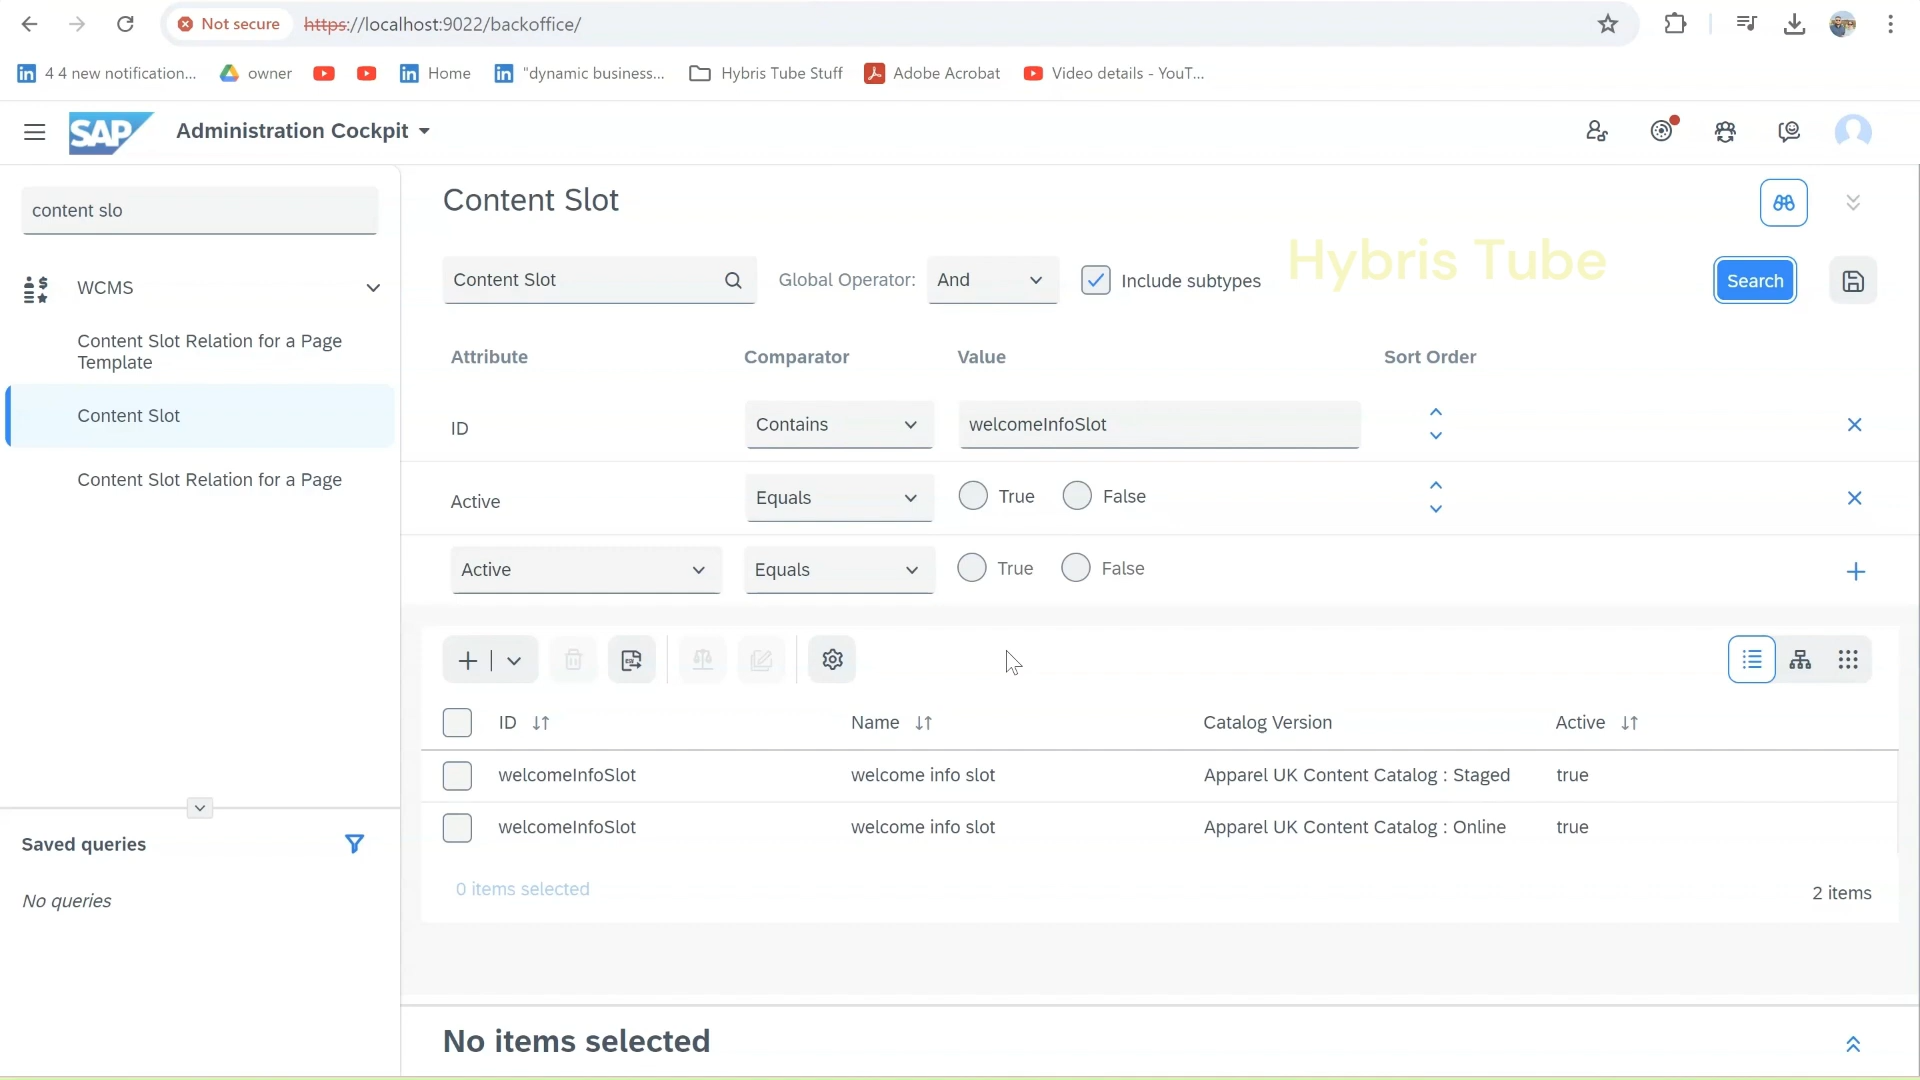 Not secure https://localhost:9022/backoffice/
4 4 new notification... owner Home "dynamic business... Hybris Tube Stuff Adobe Acrobat Video details - YouT...
SAP Administration Cockpit
content slo
WCMS
Content Slot Relation for a Page
Template
Content Slot
Content Slot Relation for a Page
Saved queries
No queries
Content Slot
Hybris Tube
Content Slot Global Operator: And Include subtypes Search
Attribute Comparator Value Sort Order
ID Contains welcomeInfoSlot
Active Equals True False
Active Equals True False
ID Name Catalog Version Active
welcomeInfoSlot welcome info slot Apparel UK Content Catalog : Staged true
welcomeInfoSlot welcome info slot Apparel UK Content Catalog : Online true
0 items selected 2 items
No items selected